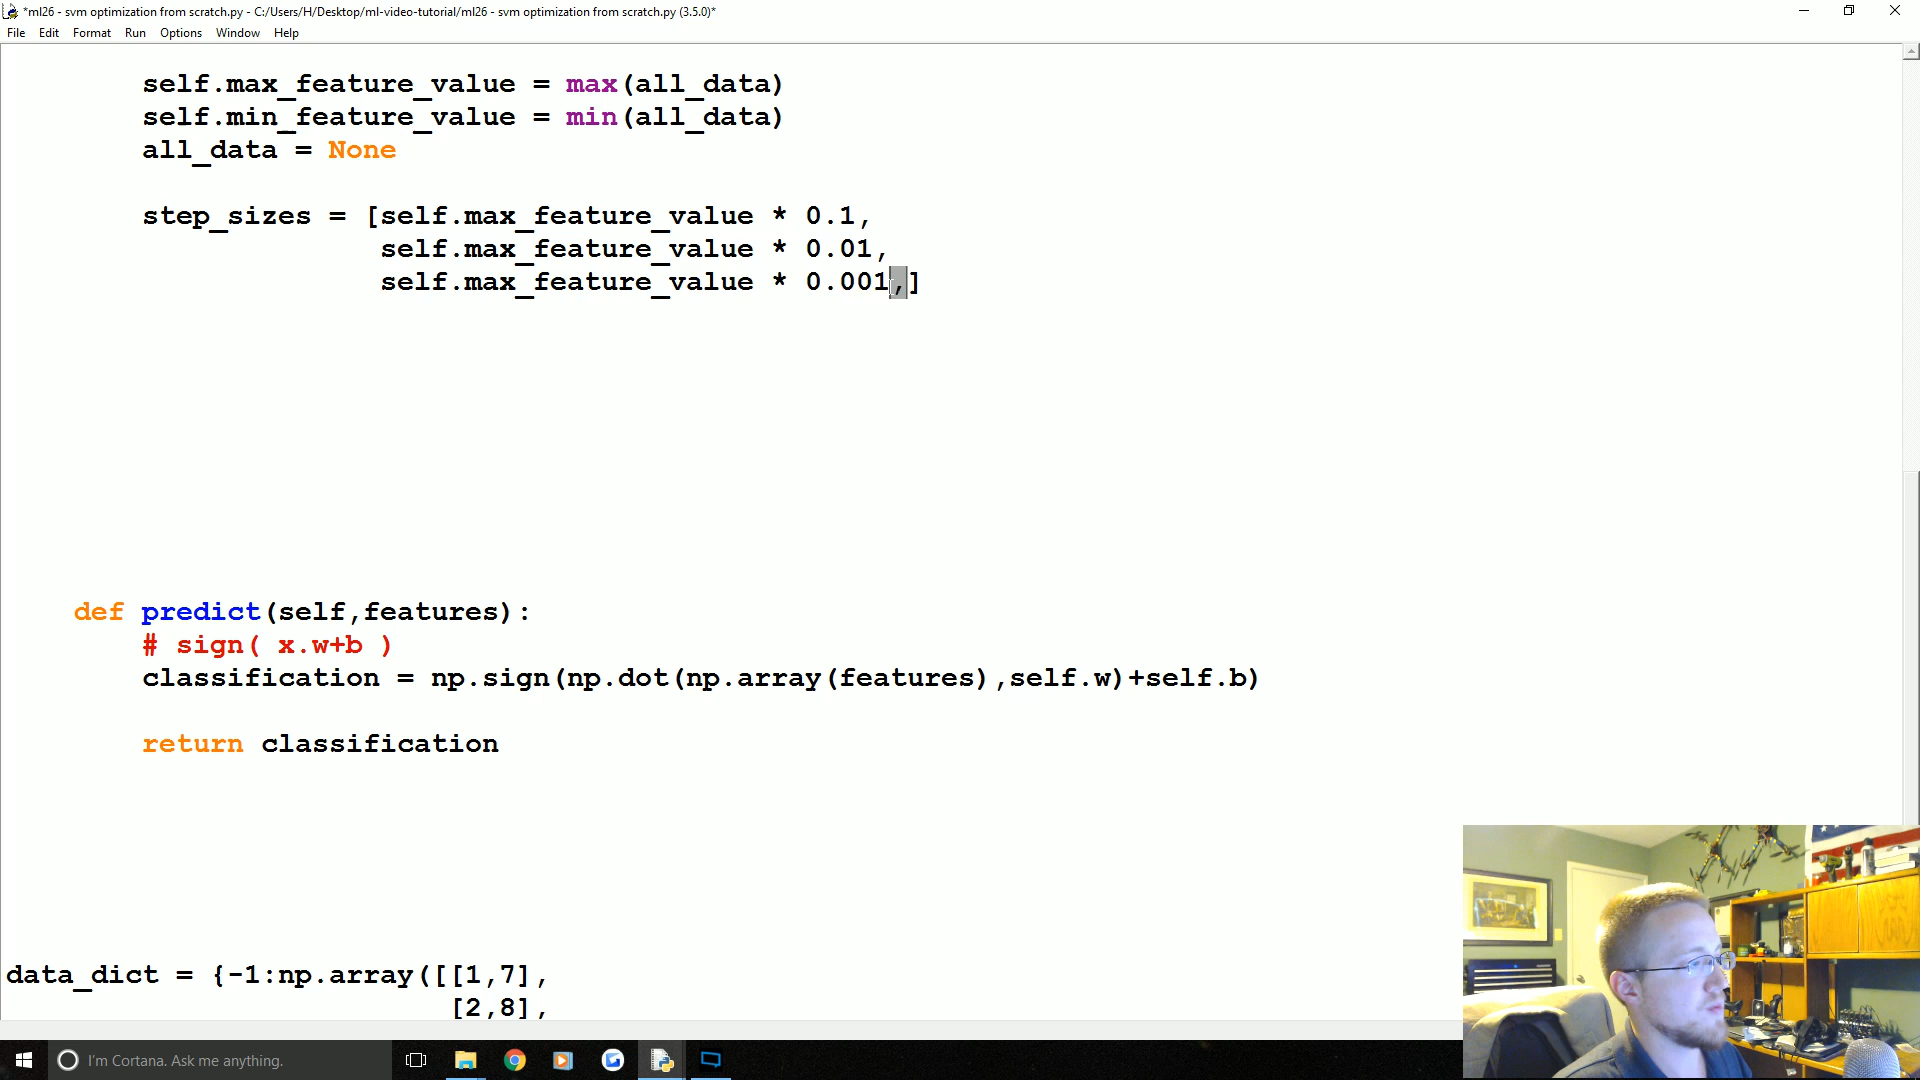 *ml26 - svm optimization from scratch.py - C:/Users/H/Desktop/ml-video-tutorial/ml26 - svm optimization from scratch.py (3.5.0)*
File Edit Format Run Options Window Help
self.max_feature_value = max(all_data)
self.min_feature_value = min(all_data)
all_data = None
step_sizes = [self.max_feature_value * 0.1,
self.max_feature_value * 0.01,
self.max_feature_value * 0.001,]
def predict(self,features):
# sign( x.w+b )
classification = np.sign(np.dot(np.array(features),self.w)+self.b)
return classification
data_dict = {-1:np.array([[1,7],
[2,8],
I'm Cortana. Ask me anything.